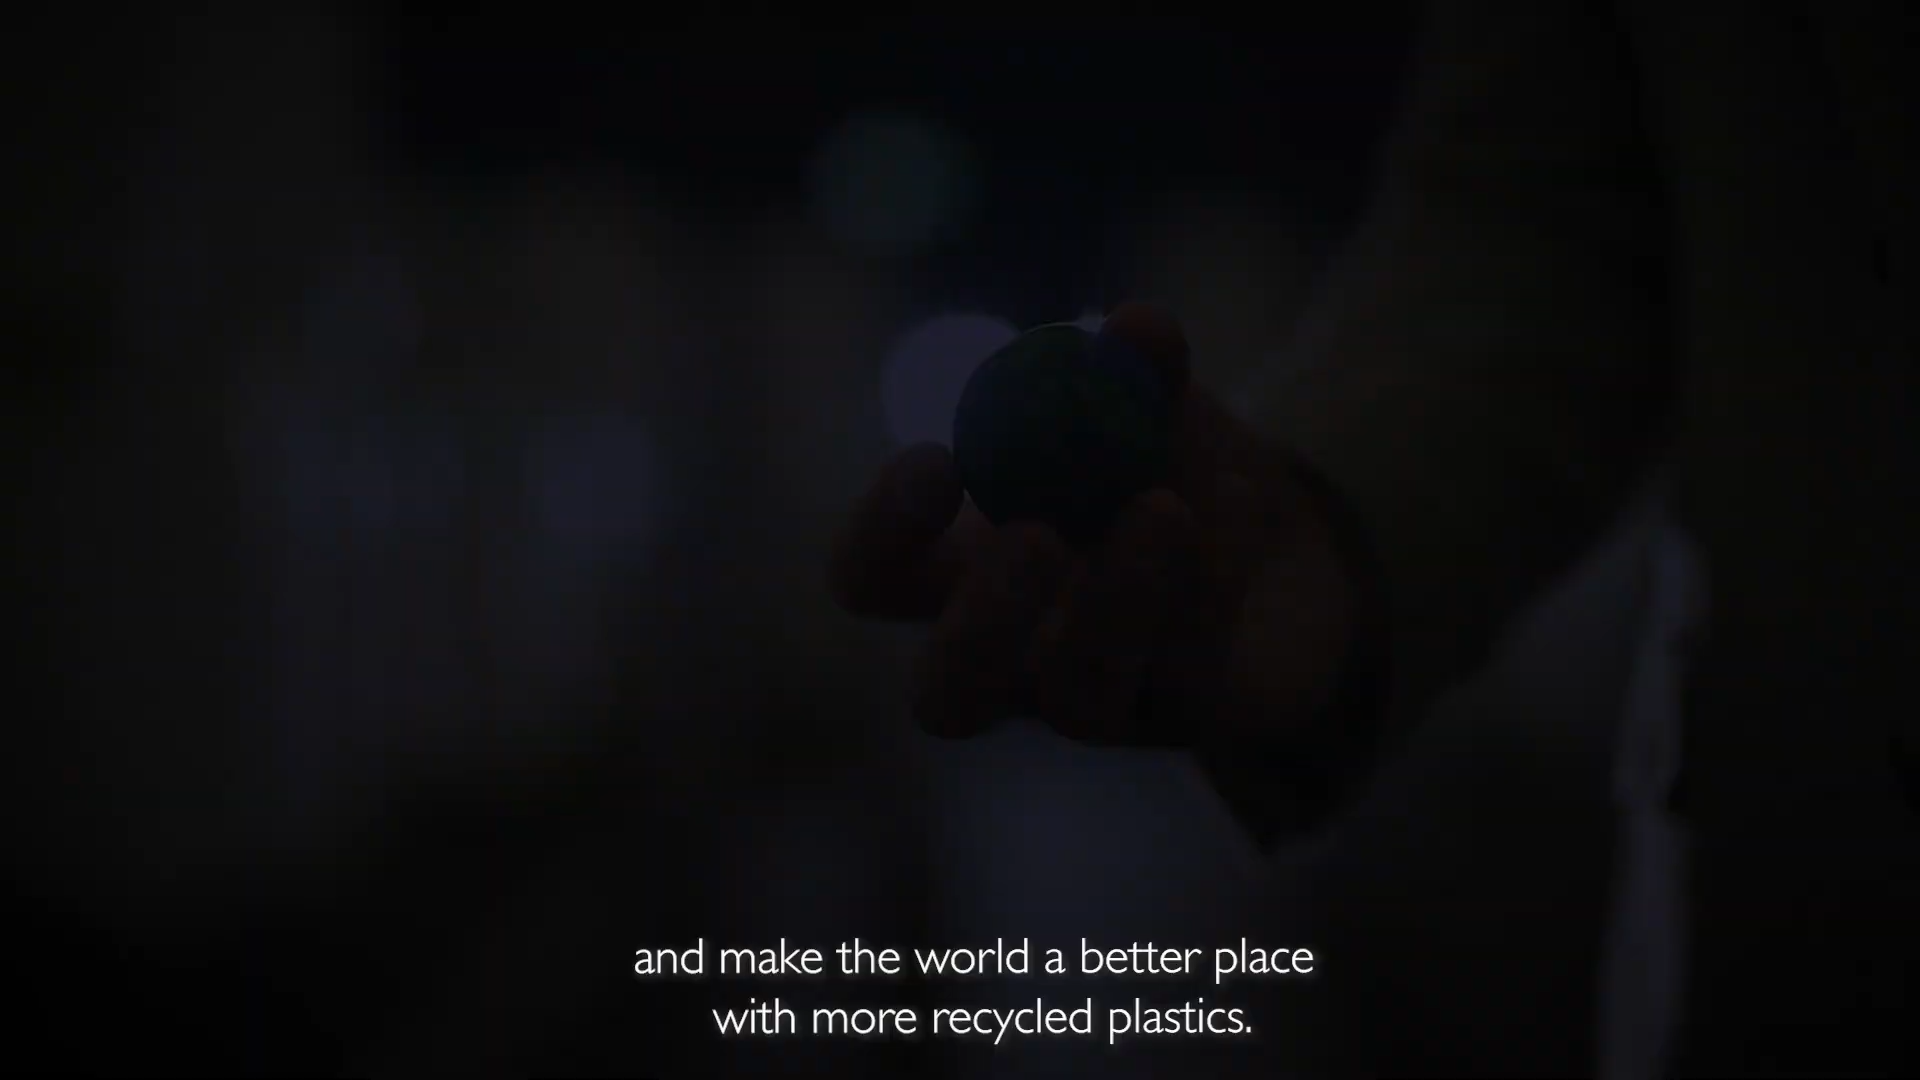 and make the world a better place
with more recycled plastics.